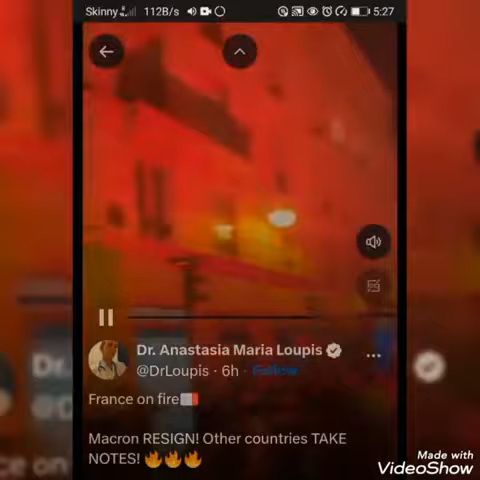 Skinny 112B/s 5:27
Dr. Anastasia Maria Loupis
@DrLoupis · 6h · Follow
France on fire
Macron RESIGN! Other countries TAKE
NOTES! 🔥🔥🔥
Made with
VideoShow